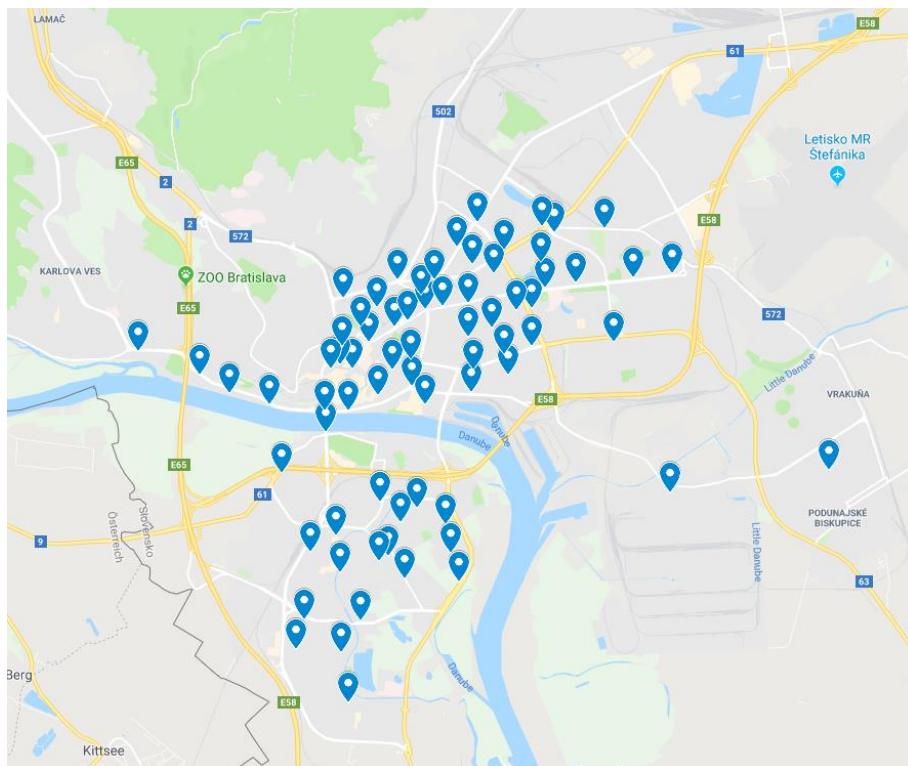 LAMAČ
E58
61
502
Letisko MR
Štefánika
E65
2
2
572
E58
KARLOVA VES
ZOO Bratislava
E65
572
Little Danube
VRAKUŇA
E58
Danube
Danube
E65
61
PODUNAJSKÉ
BISKUPICE
Slovensko
Österreich
9
Little Danube
63
Danube
Berg
E58
Kittsee